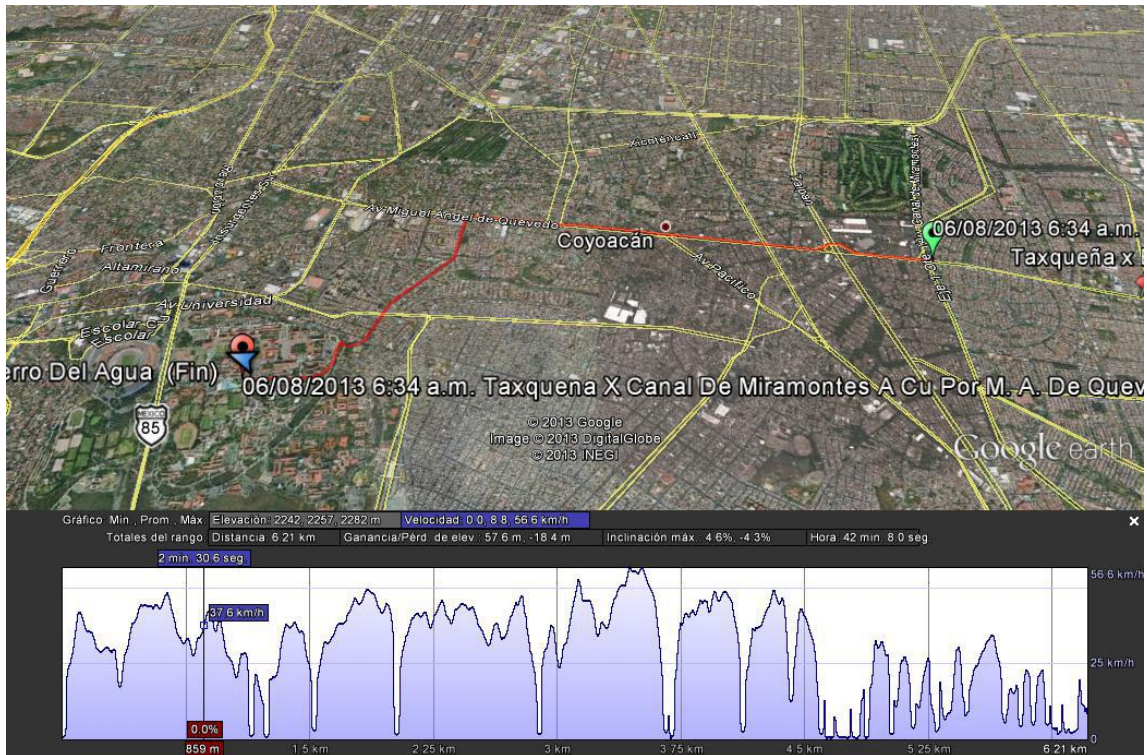 Xicoténcatl
Insurgentes Sur
Av Canal de Miramontes
Av Miguel Ángel de Quevedo
06/08/2013 6:34 a.m.
Coyoacán
Taxqueña x
Frontera
Guerrero
Altamirano
Av Pacífico
Av Universidad
Escolar C.U.
Escolar
erro Del Agua (Fin)
06/08/2013 6:34 a.m. Taxquena X Canal De Miramontes A Cu Por M. A. De Quev
MEXICO
85
© 2013 Google
Image © 2013 DigitalGlobe
© 2013 INEGI
Google earth
Gráfico: Mín., Prom., Máx. Elevación: 2242, 2257, 2282 m Velocidad: 0.0, 8.8, 56.6 km/h
Totales del rango: Distancia: 6.21 km Ganancia/Pérd. de elev.: 57.6 m, -18.4 m Inclinación máx.: 4.6%, -4.3% Hora: 42 min. 8.0 seg.
2 min. 30.6 seg.
56.6 km/h
37.6 km/h
25 km/h
0.0%
0
859 m 1.5 km 2.25 km 3 km 3.75 km 4.5 km 5.25 km 6.21 km